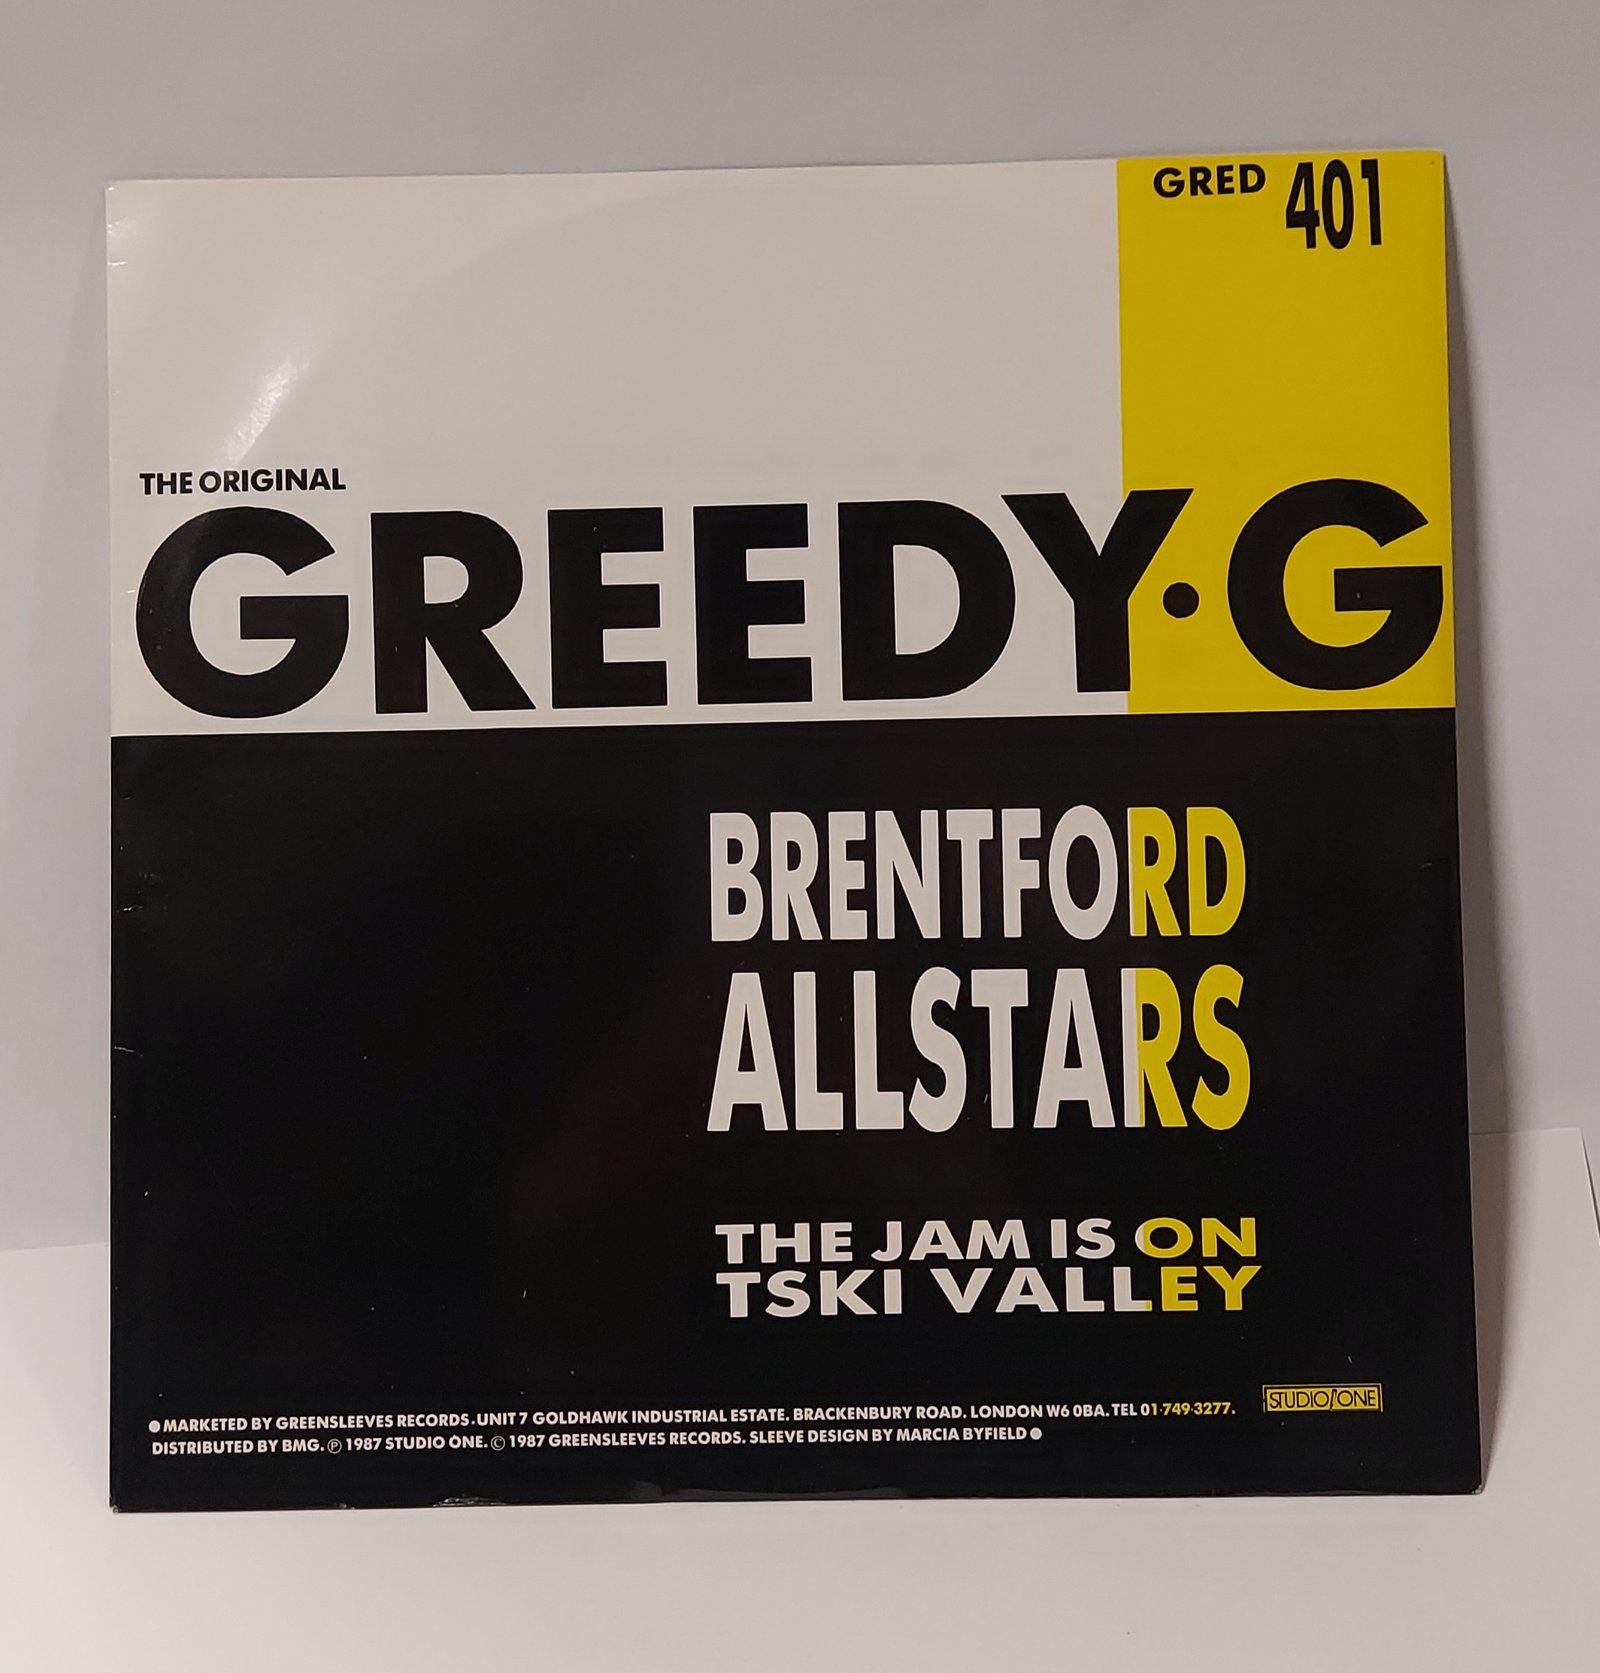 GRED 401
THE ORIGINAL
GREEDY·G
BRENTFORD
ALLSTARS
THE JAM IS ON
TSKI VALLEY
STUDIO ONE
● MARKETED BY GREENSLEEVES RECORDS.UNIT 7 GOLDHAWK INDUSTRIAL ESTATE. BRACKENBURY ROAD. LONDON W6 0BA. TEL 01·749·3277.
DISTRIBUTED BY BMG. ℗ 1987 STUDIO ONE. © 1987 GREENSLEEVES RECORDS. SLEEVE DESIGN BY MARCIA BYFIELD ●